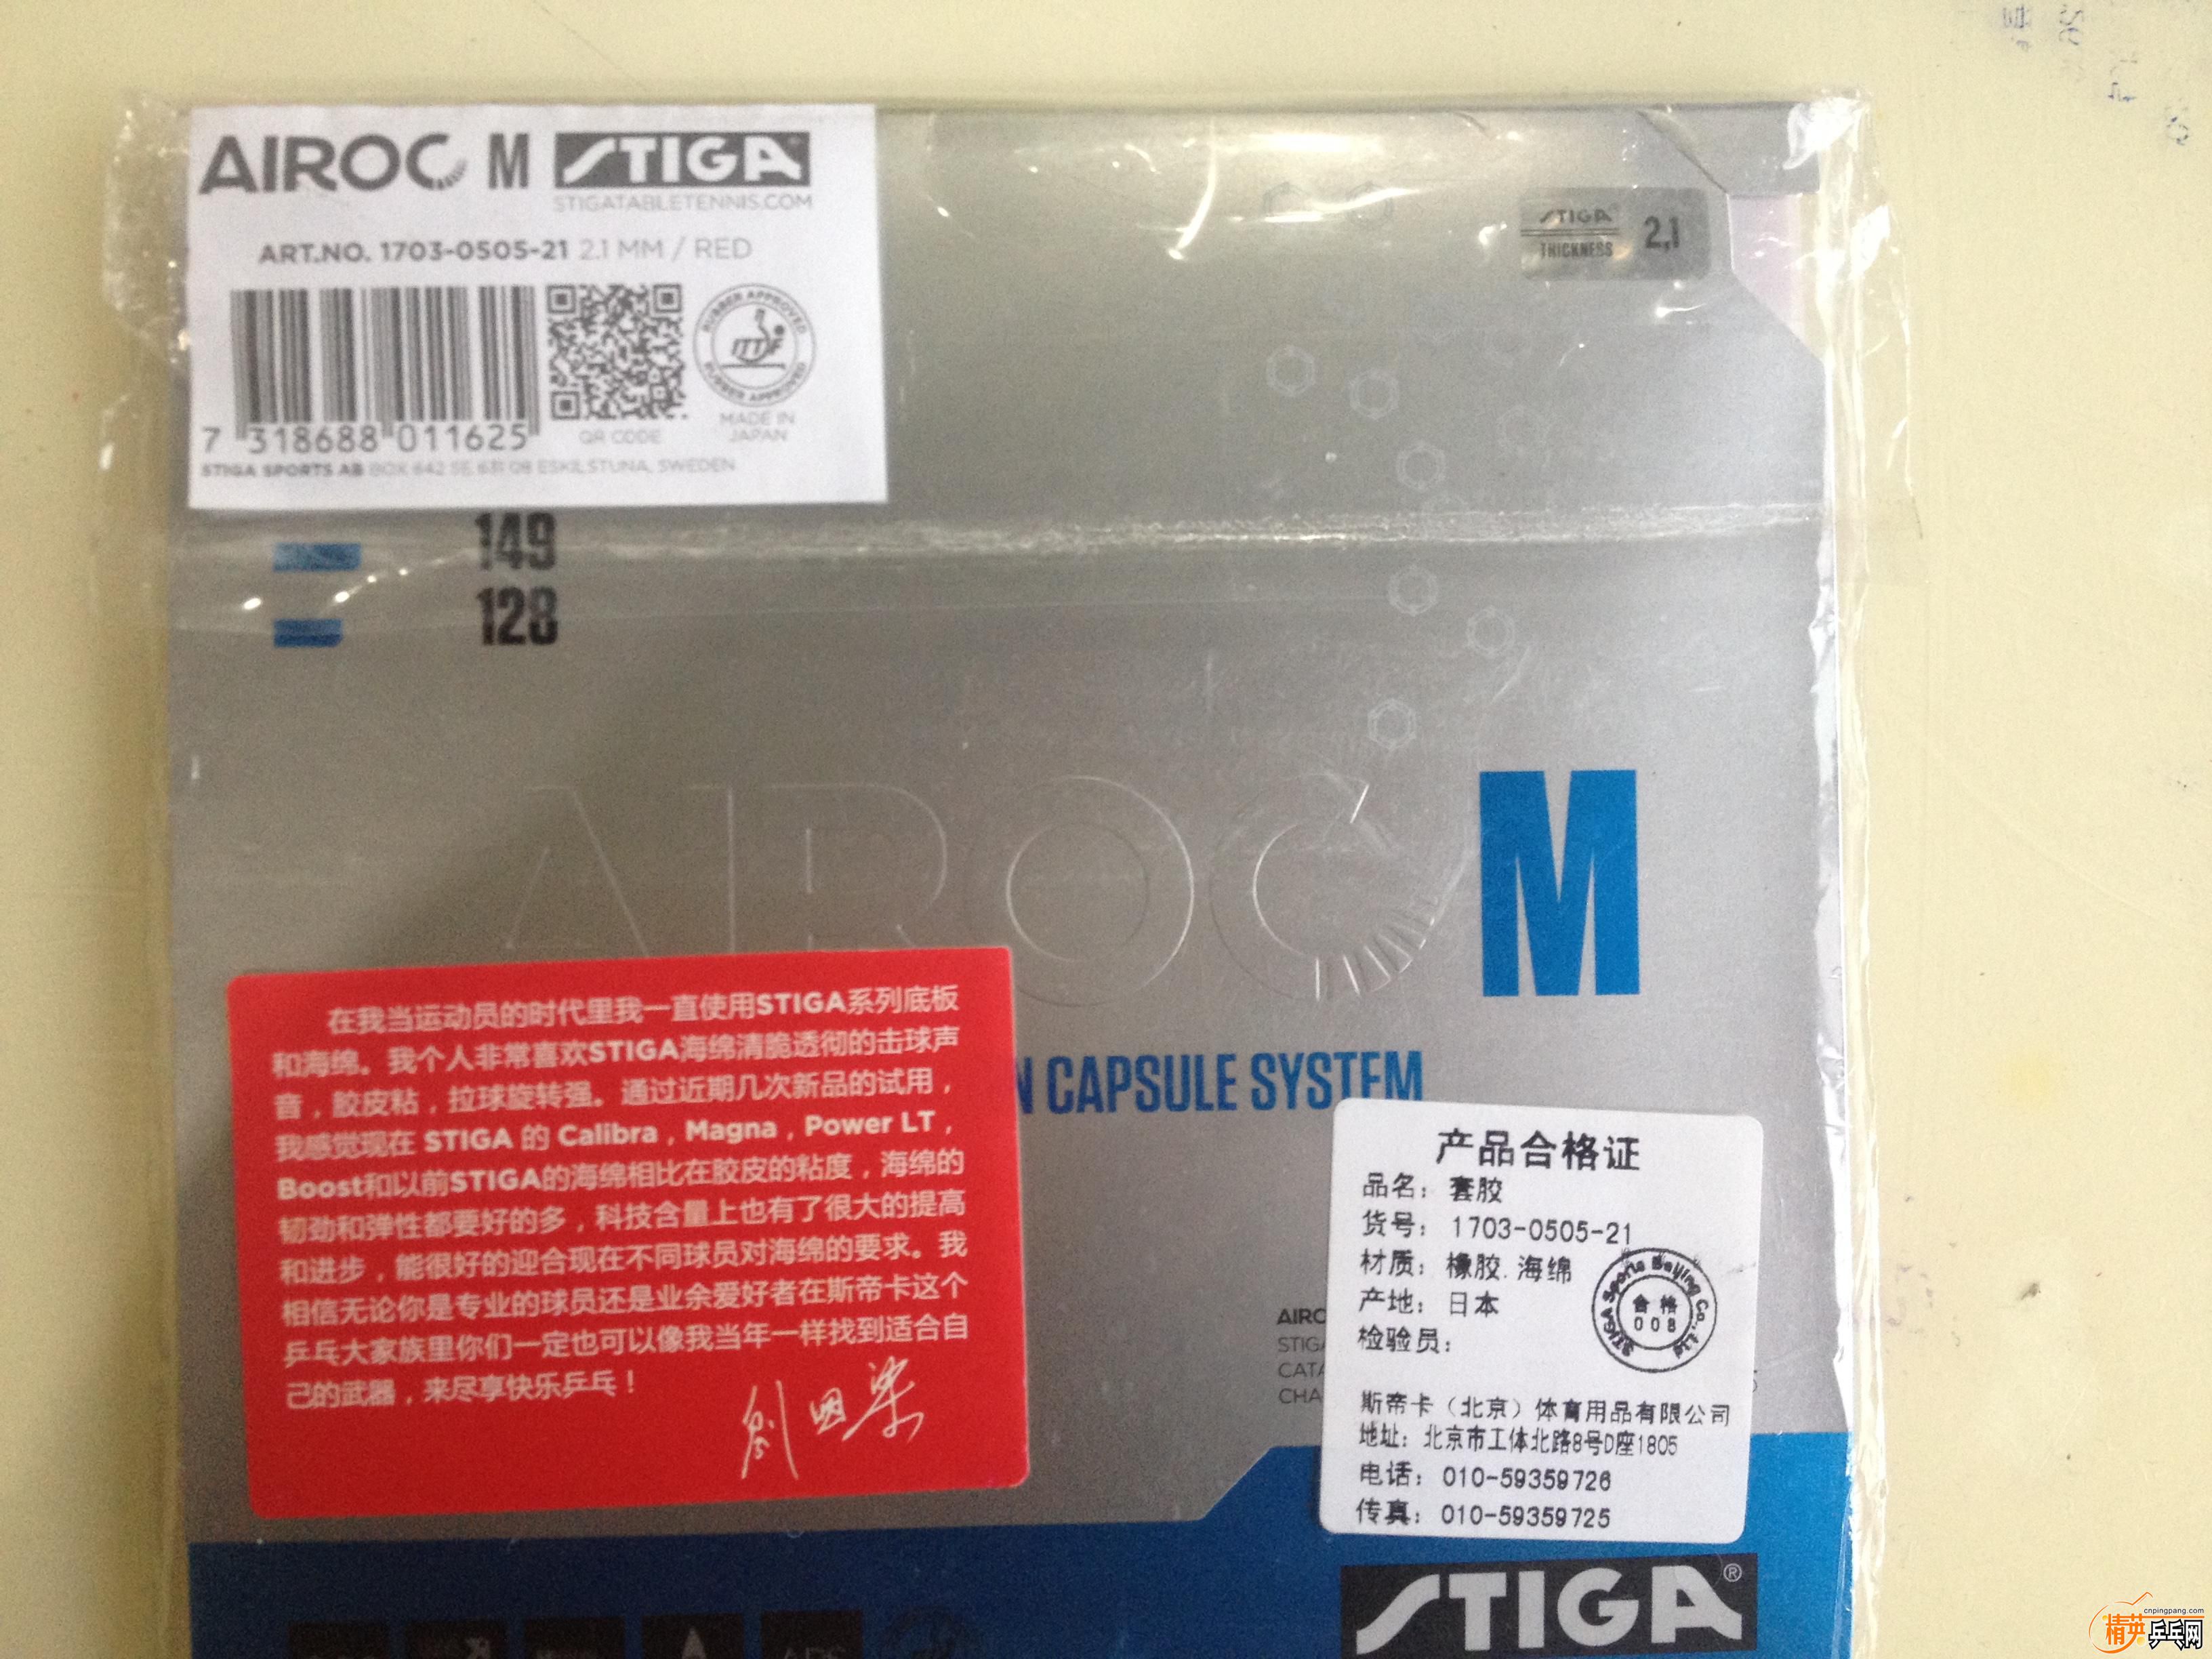 AIROC M STIGA
STIGATABLETENNIS.COM
ART.NO. 1703-0505-21 2.1 MM / RED
RUBBER APPROVED
ITTF
RUBBER APPROVED
7 318688 011625
QR CODE
MADE IN
JAPAN
STIGA SPORTS AB BOX 642 SE 631 08 ESKILSTUNA, SWEDEN
STIGA
THICKNESS 2,1
149
128
AIROC M
N CAPSULE SYSTEM
在我当运动员的时代里我一直使用STIGA系列底板
和海绵。我个人非常喜欢STIGA海绵清脆透彻的击球声
音，胶皮粘，拉球旋转强。通过近期几次新品的试用，
我感觉现在 STIGA 的 Calibra，Magna，Power LT，
Boost和以前STIGA的海绵相比在胶皮的粘度，海绵的
韧劲和弹性都要好的多，科技含量上也有了很大的提高
和进步，能很好的迎合现在不同球员对海绵的要求。我
相信无论你是专业的球员还是业余爱好者在斯帝卡这个
乒乓大家族里你们一定也可以像我当年一样找到适合自
己的武器，来尽享快乐乒乓！
AIROC
STIGA
CATA
CHA
产品合格证
品名：套胶
货号：1703-0505-21
材质：橡胶.海绵
产地：日本
检验员：
STIGA Sports Beijing Co.,Ltd
合格
008
斯帝卡（北京）体育用品有限公司
地址：北京市工体北路8号D座1805
电话：010-59359726
传真：010-59359725
STIGA®
cnpingpang.com
精英乒乓网